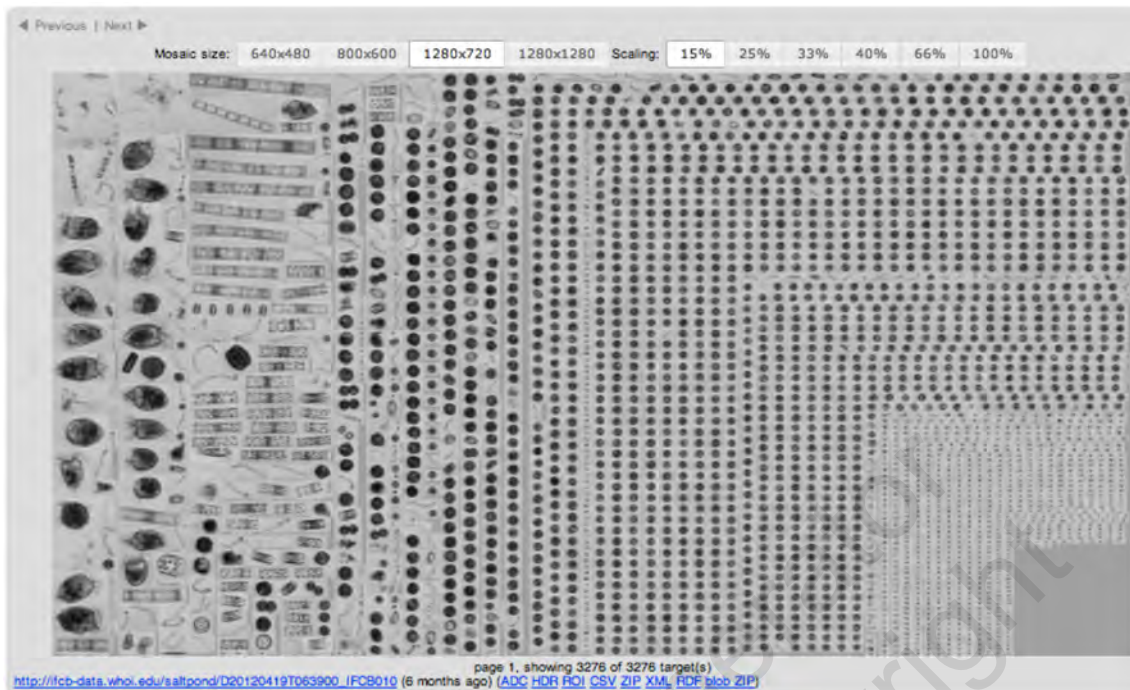 ◀ Previous | Next ▶
Mosaic size: 640x480 800x600 1280x720 1280x1280 Scaling: 15% 25% 33% 40% 66% 100%
page 1, showing 3276 of 3276 target(s)
http://ifcb-data.whoi.edu/saltpond/D20120419T063900_IFCB010 (6 months ago) (ADC HDR ROI CSV ZIP XML RDF blob ZIP)